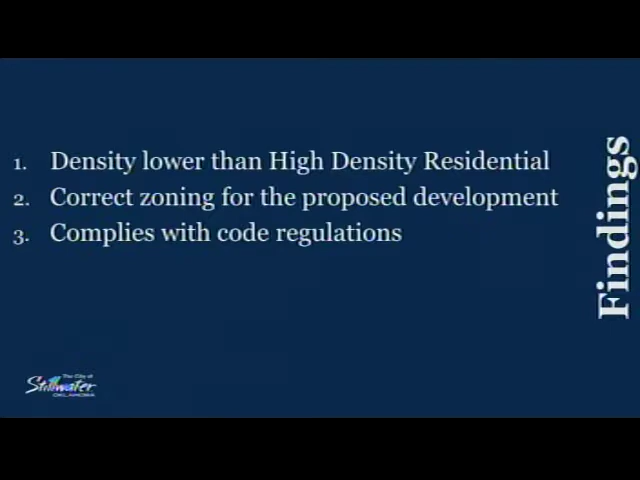 1. Density lower than High Density Residential
2. Correct zoning for the proposed development
3. Complies with code regulations
Findings
The City of
Stillwater
OKLAHOMA